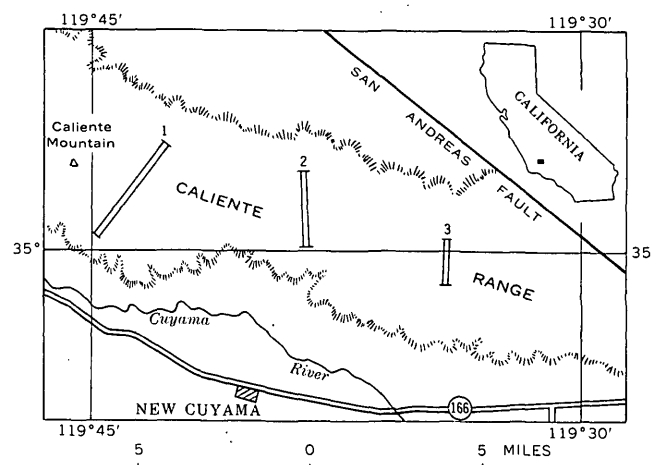 119°45'
119°30'
SAN ANDREAS FAULT
CALIFORNIA
Caliente
Mountain
1
2
3
CALIENTE
RANGE
35°
35
Cuyama
River
NEW CUYAMA
166
119°45'
119°30'
5 0 5 MILES